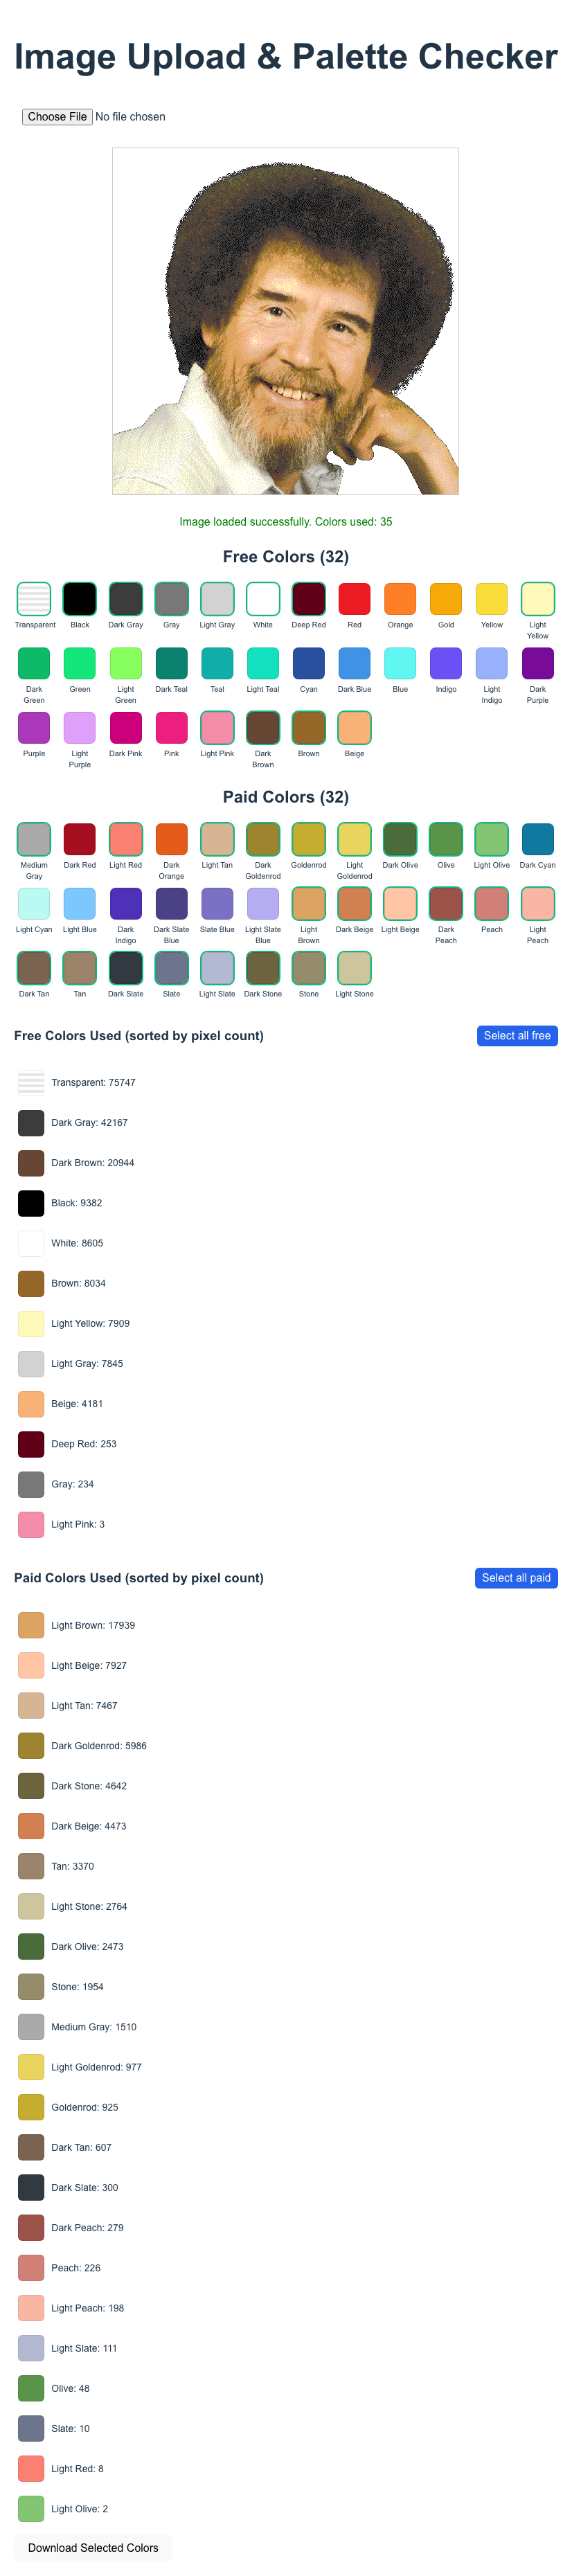 Image Upload & Palette Checker
Choose File No file chosen
Image loaded successfully. Colors used: 35
Free Colors (32)
Transparent Black Dark Gray Gray Light Gray White Deep Red Red Orange Gold Yellow Light Yellow
Dark Green Green Light Green Dark Teal Teal Light Teal Cyan Dark Blue Blue Indigo Light Indigo Dark Purple
Purple Light Purple Dark Pink Pink Light Pink Dark Brown Brown Beige
Paid Colors (32)
Medium Gray Dark Red Light Red Dark Orange Light Tan Dark Goldenrod Goldenrod Light Goldenrod Dark Olive Olive Light Olive Dark Cyan
Light Cyan Light Blue Dark Indigo Dark Slate Blue Slate Blue Light Slate Blue Light Brown Dark Beige Light Beige Dark Peach Peach Light Peach
Dark Tan Tan Dark Slate Slate Light Slate Dark Stone Stone Light Stone
Free Colors Used (sorted by pixel count) Select all free
Transparent: 75747
Dark Gray: 42167
Dark Brown: 20944
Black: 9382
White: 8605
Brown: 8034
Light Yellow: 7909
Light Gray: 7845
Beige: 4181
Deep Red: 253
Gray: 234
Light Pink: 3
Paid Colors Used (sorted by pixel count) Select all paid
Light Brown: 17939
Light Beige: 7927
Light Tan: 7467
Dark Goldenrod: 5986
Dark Stone: 4642
Dark Beige: 4473
Tan: 3370
Light Stone: 2764
Dark Olive: 2473
Stone: 1954
Medium Gray: 1510
Light Goldenrod: 977
Goldenrod: 925
Dark Tan: 607
Dark Slate: 300
Dark Peach: 279
Peach: 226
Light Peach: 198
Light Slate: 111
Olive: 48
Slate: 10
Light Red: 8
Light Olive: 2
Download Selected Colors